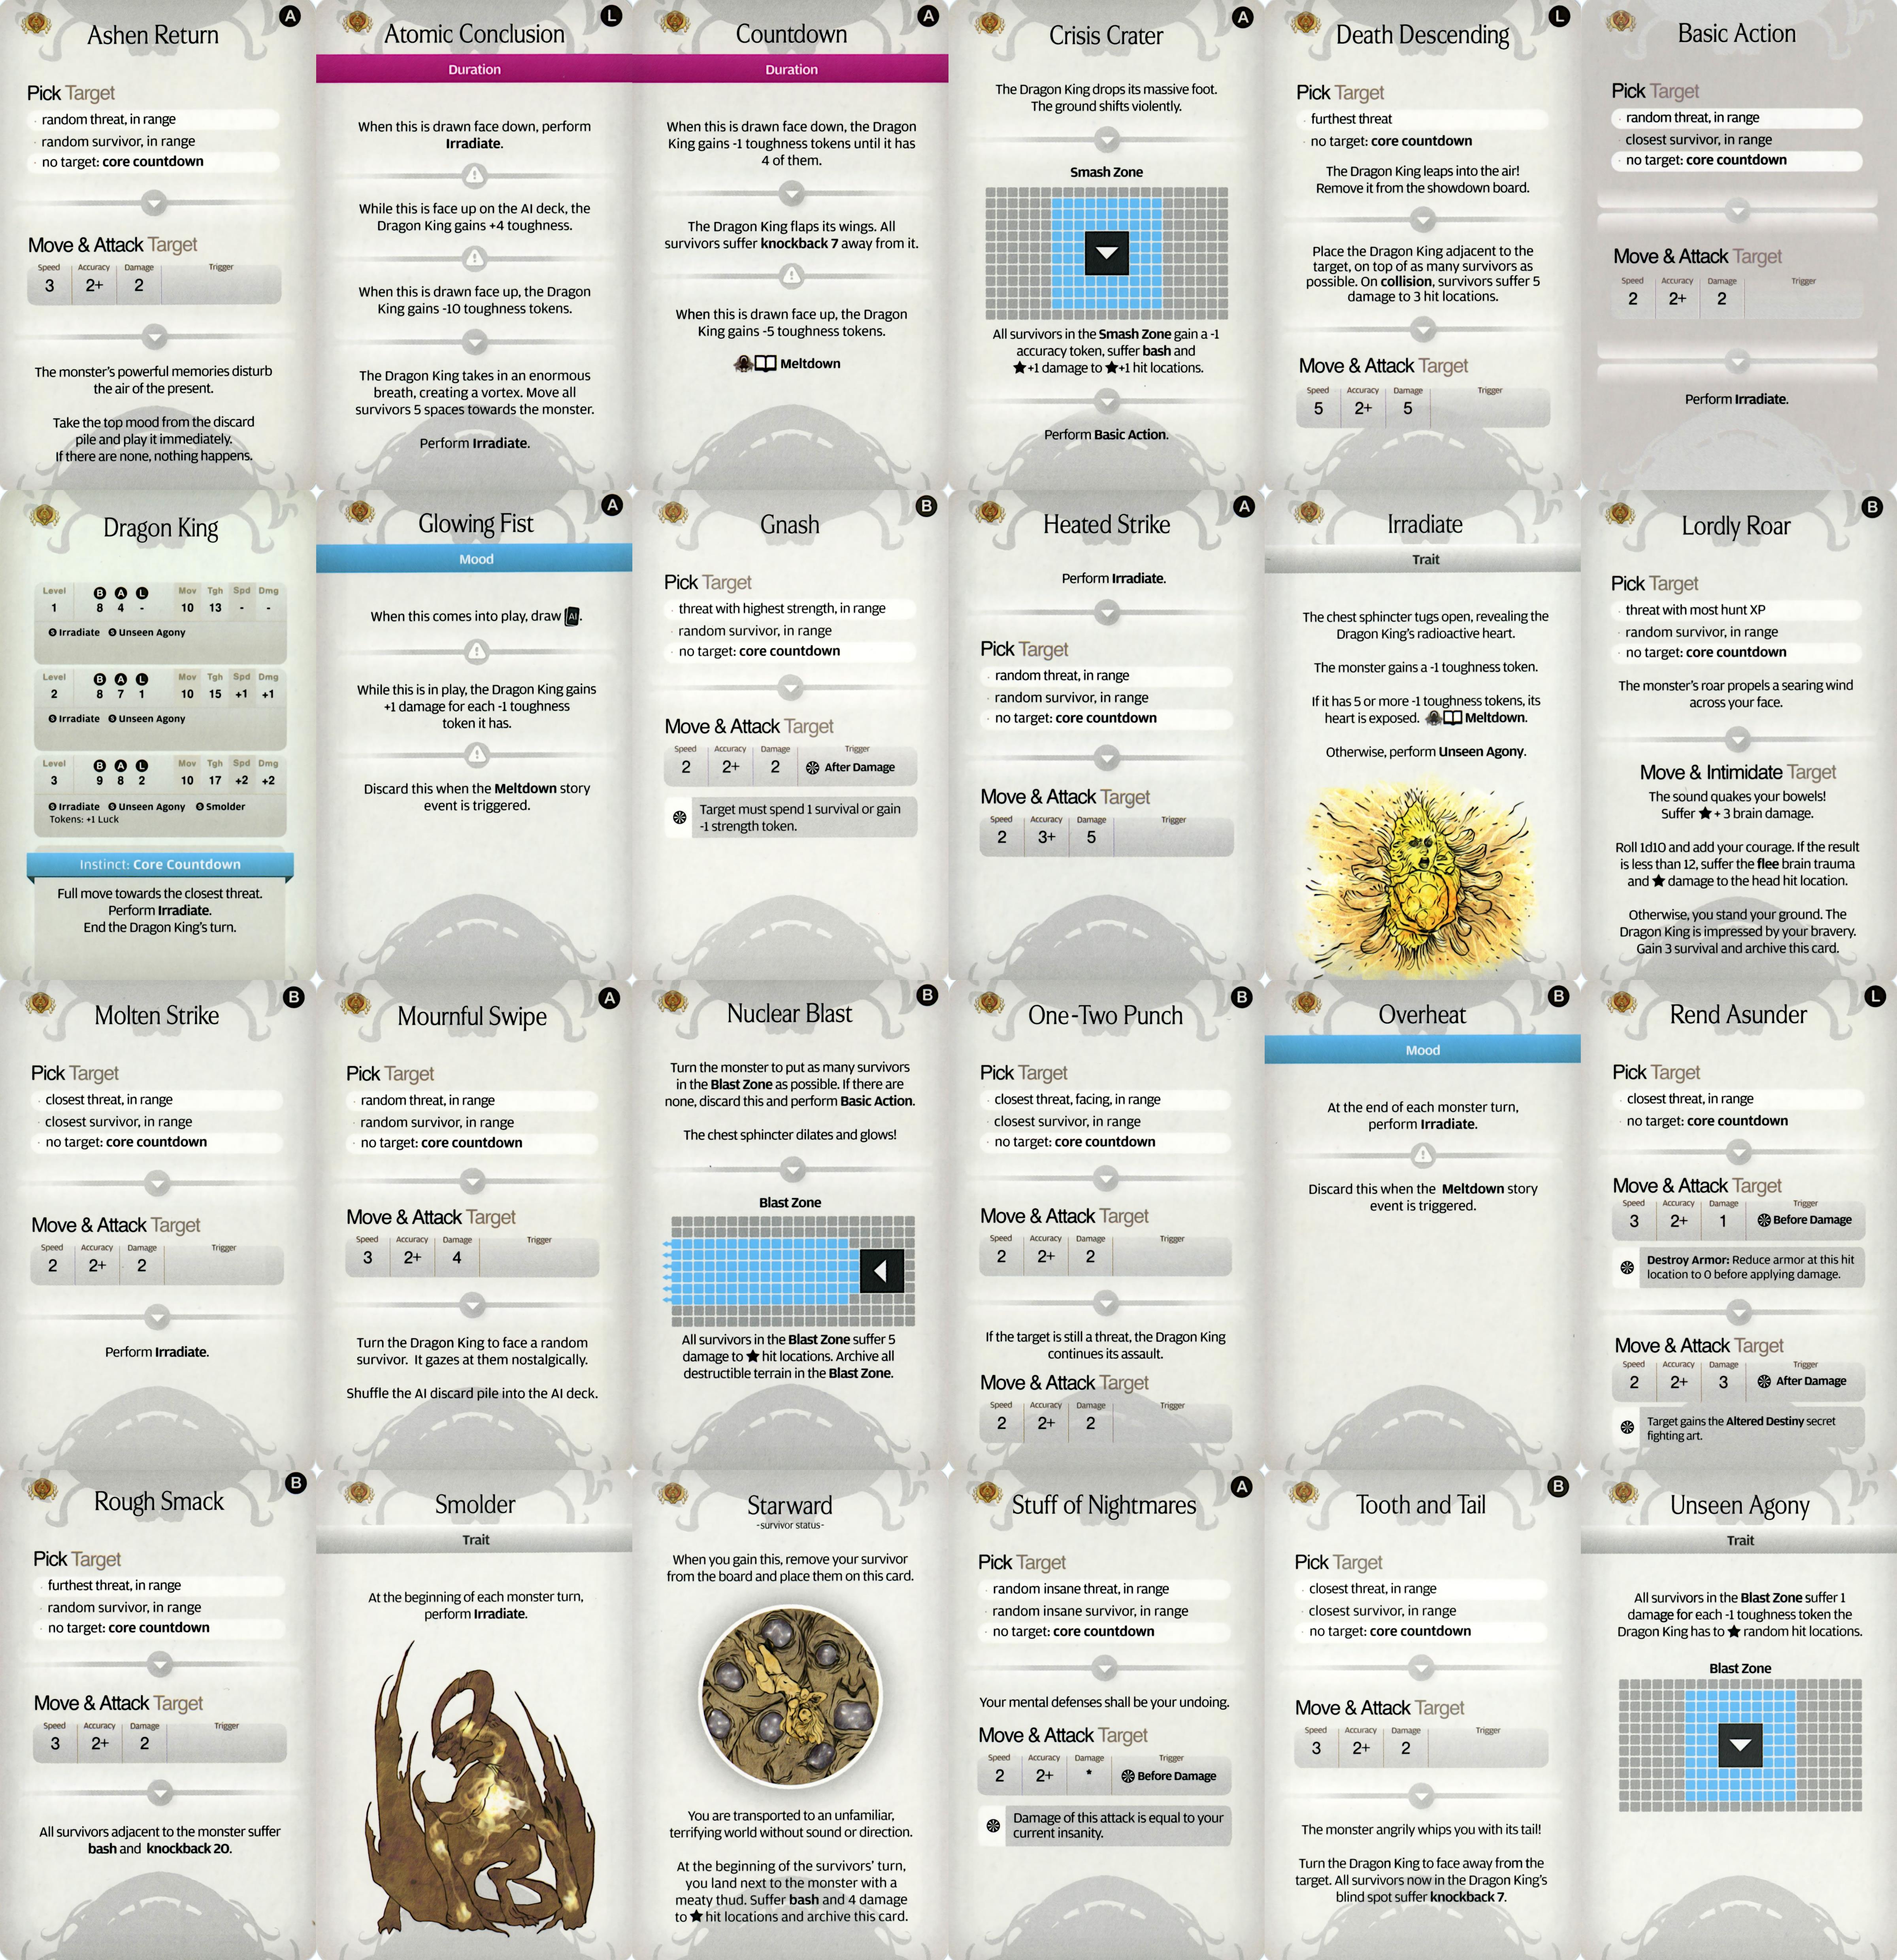 Ashen Return
A
Pick Target
· random threat, in range
· random survivor, in range
· no target: core countdown
Move & Attack Target
Speed Accuracy Damage Trigger
3 2+ 2
The monster's powerful memories disturb
the air of the present.
Take the top mood from the discard
pile and play it immediately.
If there are none, nothing happens.
Atomic Conclusion
L
Duration
When this is drawn face down, perform
Irradiate.
While this is face up on the AI deck, the
Dragon King gains +4 toughness.
When this is drawn face up, the Dragon
King gains -10 toughness tokens.
The Dragon King takes in an enormous
breath, creating a vortex. Move all
survivors 5 spaces towards the monster.
Perform Irradiate.
Countdown
A
Duration
When this is drawn face down, the Dragon
King gains -1 toughness tokens until it has
4 of them.
The Dragon King flaps its wings. All
survivors suffer knockback 7 away from it.
When this is drawn face up, the Dragon
King gains -5 toughness tokens.
Meltdown
Crisis Crater
A
The Dragon King drops its massive foot.
The ground shifts violently.
Smash Zone
All survivors in the Smash Zone gain a -1
accuracy token, suffer bash and
★+1 damage to ★+1 hit locations.
Perform Basic Action.
Death Descending
L
Pick Target
· furthest threat
· no target: core countdown
The Dragon King leaps into the air!
Remove it from the showdown board.
Place the Dragon King adjacent to the
target, on top of as many survivors as
possible. On collision, survivors suffer 5
damage to 3 hit locations.
Move & Attack Target
Speed Accuracy Damage Trigger
5 2+ 5
Basic Action
Pick Target
· random threat, in range
· closest survivor, in range
· no target: core countdown
Move & Attack Target
Speed Accuracy Damage Trigger
2 2+ 2
Perform Irradiate.
Dragon King
Level B A L Mov Tgh Spd Dmg
1 8 4 - 10 13 - -
S Irradiate S Unseen Agony
Level B A L Mov Tgh Spd Dmg
2 8 7 1 10 15 +1 +1
S Irradiate S Unseen Agony
Level B A L Mov Tgh Spd Dmg
3 9 8 2 10 17 +2 +2
S Irradiate S Unseen Agony S Smolder
Tokens: +1 Luck
Instinct: Core Countdown
Full move towards the closest threat.
Perform Irradiate.
End the Dragon King's turn.
Glowing Fist
A
Mood
When this comes into play, draw AI.
While this is in play, the Dragon King gains
+1 damage for each -1 toughness
token it has.
Discard this when the Meltdown story
event is triggered.
Gnash
B
Pick Target
· threat with highest strength, in range
· random survivor, in range
· no target: core countdown
Move & Attack Target
Speed Accuracy Damage Trigger
2 2+ 2 After Damage
Target must spend 1 survival or gain
-1 strength token.
Heated Strike
A
Perform Irradiate.
Pick Target
· random threat, in range
· random survivor, in range
· no target: core countdown
Move & Attack Target
Speed Accuracy Damage Trigger
2 3+ 5
Irradiate
Trait
The chest sphincter tugs open, revealing the
Dragon King's radioactive heart.
The monster gains a -1 toughness token.
If it has 5 or more -1 toughness tokens, its
heart is exposed. Meltdown.
Otherwise, perform Unseen Agony.
Lordly Roar
B
Pick Target
· threat with most hunt XP
· random survivor, in range
· no target: core countdown
The monster's roar propels a searing wind
across your face.
Move & Intimidate Target
The sound quakes your bowels!
Suffer ★ + 3 brain damage.
Roll 1d10 and add your courage. If the result
is less than 12, suffer the flee brain trauma
and ★ damage to the head hit location.
Otherwise, you stand your ground. The
Dragon King is impressed by your bravery.
Gain 3 survival and archive this card.
Molten Strike
B
Pick Target
· closest threat, in range
· closest survivor, in range
· no target: core countdown
Move & Attack Target
Speed Accuracy Damage Trigger
2 2+ 2
Perform Irradiate.
Mournful Swipe
A
Pick Target
· random threat, in range
· random survivor, in range
· no target: core countdown
Move & Attack Target
Speed Accuracy Damage Trigger
3 2+ 4
Turn the Dragon King to face a random
survivor. It gazes at them nostalgically.
Shuffle the AI discard pile into the AI deck.
Nuclear Blast
B
Turn the monster to put as many survivors
in the Blast Zone as possible. If there are
none, discard this and perform Basic Action.
The chest sphincter dilates and glows!
Blast Zone
All survivors in the Blast Zone suffer 5
damage to ★ hit locations. Archive all
destructible terrain in the Blast Zone.
One-Two Punch
B
Pick Target
· closest threat, facing, in range
· closest survivor, in range
· no target: core countdown
Move & Attack Target
Speed Accuracy Damage Trigger
2 2+ 2
If the target is still a threat, the Dragon King
continues its assault.
Move & Attack Target
Speed Accuracy Damage Trigger
2 2+ 2
Overheat
B
Mood
At the end of each monster turn,
perform Irradiate.
Discard this when the Meltdown story
event is triggered.
Rend Asunder
L
Pick Target
· closest threat, in range
· no target: core countdown
Move & Attack Target
Speed Accuracy Damage Trigger
3 2+ 1 Before Damage
Destroy Armor: Reduce armor at this hit
location to 0 before applying damage.
Move & Attack Target
Speed Accuracy Damage Trigger
2 2+ 3 After Damage
Target gains the Altered Destiny secret
fighting art.
Rough Smack
B
Pick Target
· furthest threat, in range
· random survivor, in range
· no target: core countdown
Move & Attack Target
Speed Accuracy Damage Trigger
3 2+ 2
All survivors adjacent to the monster suffer
bash and knockback 20.
Smolder
Trait
At the beginning of each monster turn,
perform Irradiate.
Starward
-survivor status-
When you gain this, remove your survivor
from the board and place them on this card.
You are transported to an unfamiliar,
terrifying world without sound or direction.
At the beginning of the survivors' turn,
you land next to the monster with a
meaty thud. Suffer bash and 4 damage
to ★ hit locations and archive this card.
Stuff of Nightmares
A
Pick Target
· random insane threat, in range
· random insane survivor, in range
· no target: core countdown
Your mental defenses shall be your undoing.
Move & Attack Target
Speed Accuracy Damage Trigger
2 2+ * Before Damage
Damage of this attack is equal to your
current insanity.
Tooth and Tail
B
Pick Target
· closest threat, in range
· closest survivor, in range
· no target: core countdown
Move & Attack Target
Speed Accuracy Damage Trigger
3 2+ 2
The monster angrily whips you with its tail!
Turn the Dragon King to face away from the
target. All survivors now in the Dragon King's
blind spot suffer knockback 7.
Unseen Agony
Trait
All survivors in the Blast Zone suffer 1
damage for each -1 toughness token the
Dragon King has to ★ random hit locations.
Blast Zone